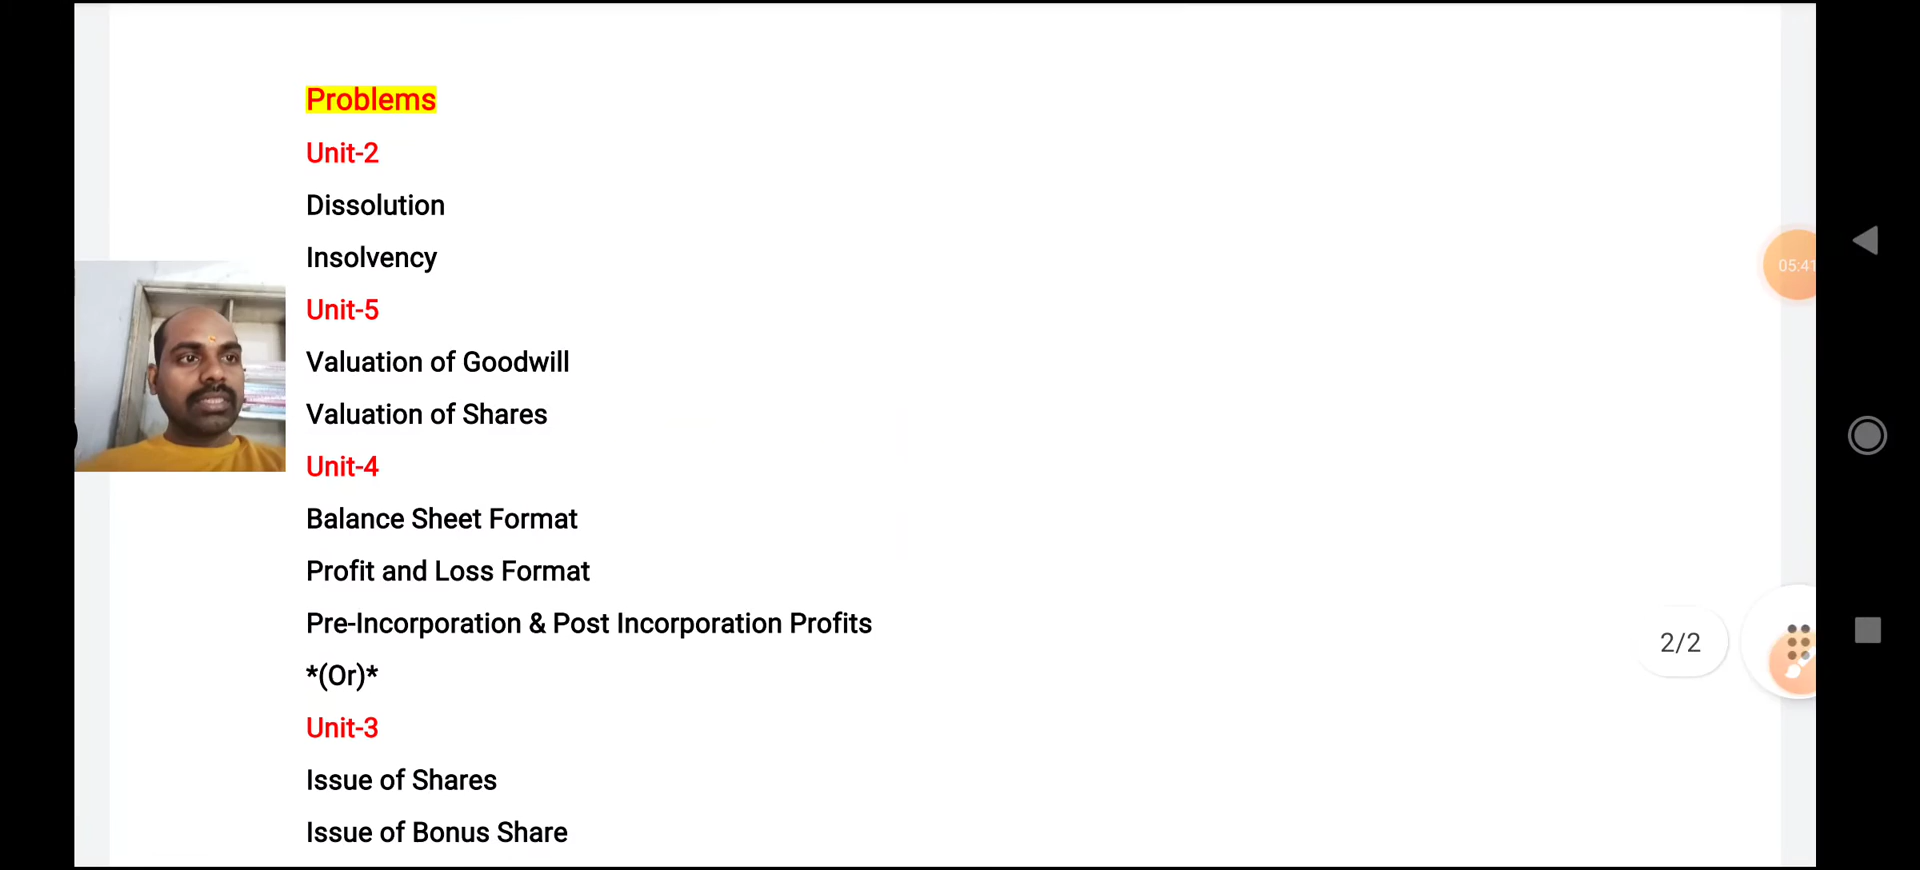 Problems
Unit-2
Dissolution
Insolvency
Unit-5
Valuation of Goodwill
Valuation of Shares
Unit-4
Balance Sheet Format
Profit and Loss Format
Pre-Incorporation & Post Incorporation Profits
*(Or)*
Unit-3
Issue of Shares
Issue of Bonus Share
05:41
2/2